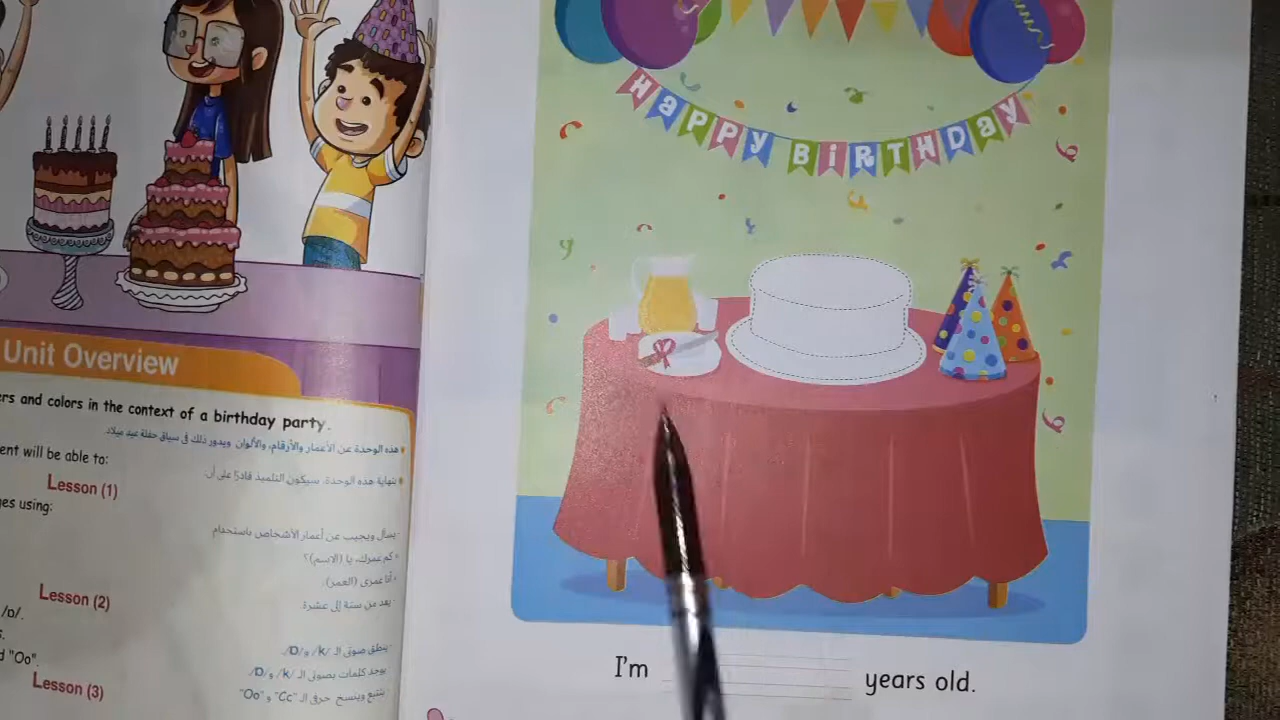 Unit Overview
ers and colors in the context of a birthday party.
هذه الوحدة عن الأعمار والأرقام، والألوان ويدور ذلك في سياق حفلة عيد ميلاد.
ent will be able to:
بنهاية هذه الوحدة، سيكون التلميذ قادرًا على أن:
Lesson (1)
ges using:
- يسأل ويجيب عن أعمار الأشخاص باستخدام
• كم عمرك، يا (الاسم)؟
• أنا عمري (العمر).
- يعد من ستة إلى عشرة.
Lesson (2)
/ɒ/.
s.
- ينطق صوتي الـ /k/ و/ɒ/.
d "Oo".
- يوجد كلمات بصوتي الـ /k/ و/ɒ/.
Lesson (3)
- يتتبع وينسخ حرفي الـ "Cc" و "Oo"
HAPPY BIRTHDAY
I'm
years old.